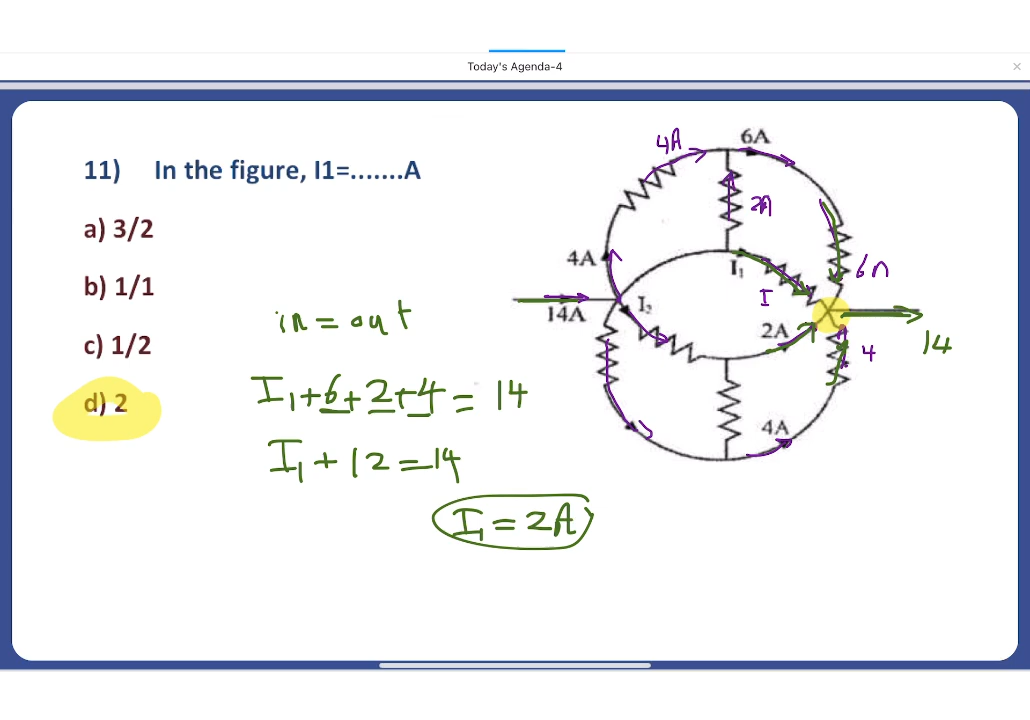 Today's Agenda-4
11) In the figure, I1=.......A
a) 3/2
b) 1/1
c) 1/2
d) 2
in = out
I₁+6+2+4 = 14
I₁ + 12 = 14
I₁ = 2A
4A
6A
2A
4A
I₁
6A
I
14A
I₂
2A
14
4
4A